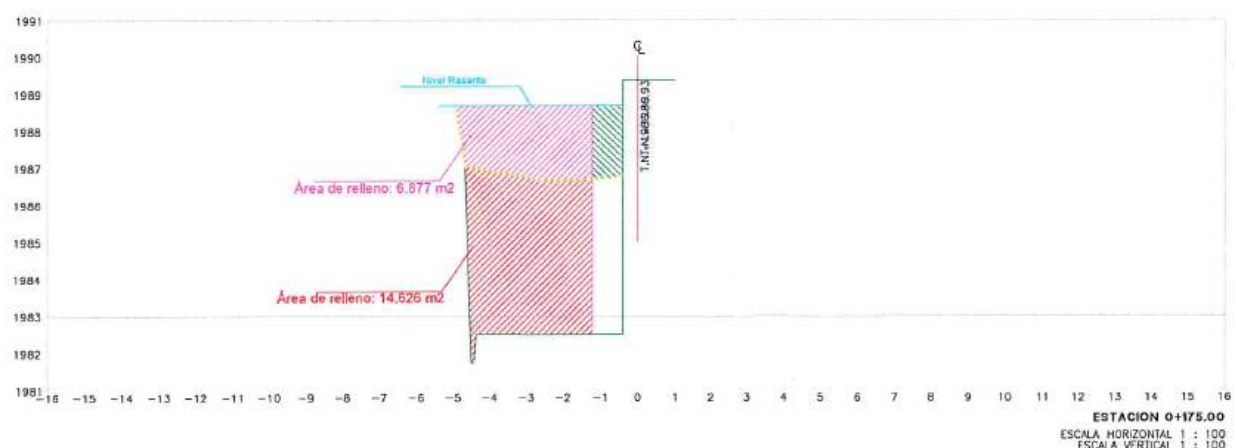 1991
1990
1989
1988
1987
1986
1985
1984
1983
1982
1981
Nivel Rasante
Área de relleno: 6,877 m2
Área de relleno: 14,626 m2
-16 -15 -14 -13 -12 -11 -10 -9 -8 -7 -6 -5 -4 -3 -2 -1 0 1 2 3 4 5 6 7 8 9 10 11 12 13 14 15 16
ESTACION 0+175.00
ESCALA HORIZONTAL 1 : 100
ESCALA VERTICAL 1 : 100